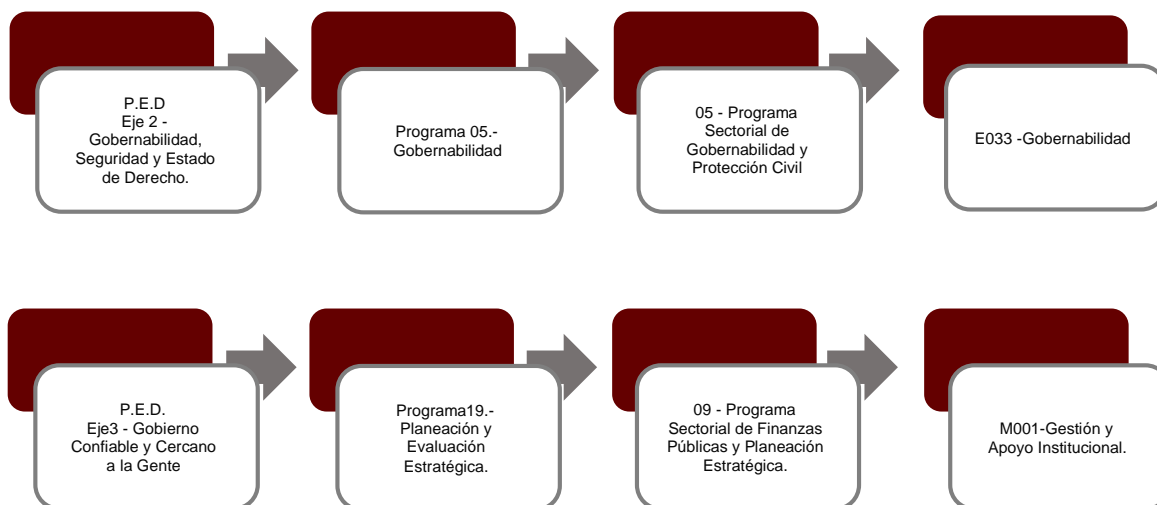 P.E.D
Eje 2 -
Gobernabilidad,
Seguridad y Estado
de Derecho.
Programa 05.-
Gobernabilidad
05 - Programa
Sectorial de
Gobernabilidad y
Protección Civil
E033 -Gobernabilidad
P.E.D.
Eje3 - Gobierno
Confiable y Cercano
a la Gente
Programa19.-
Planeación y
Evaluación
Estratégica.
09 - Programa
Sectorial de Finanzas
Públicas y Planeación
Estratégica.
M001-Gestión y
Apoyo Institucional.